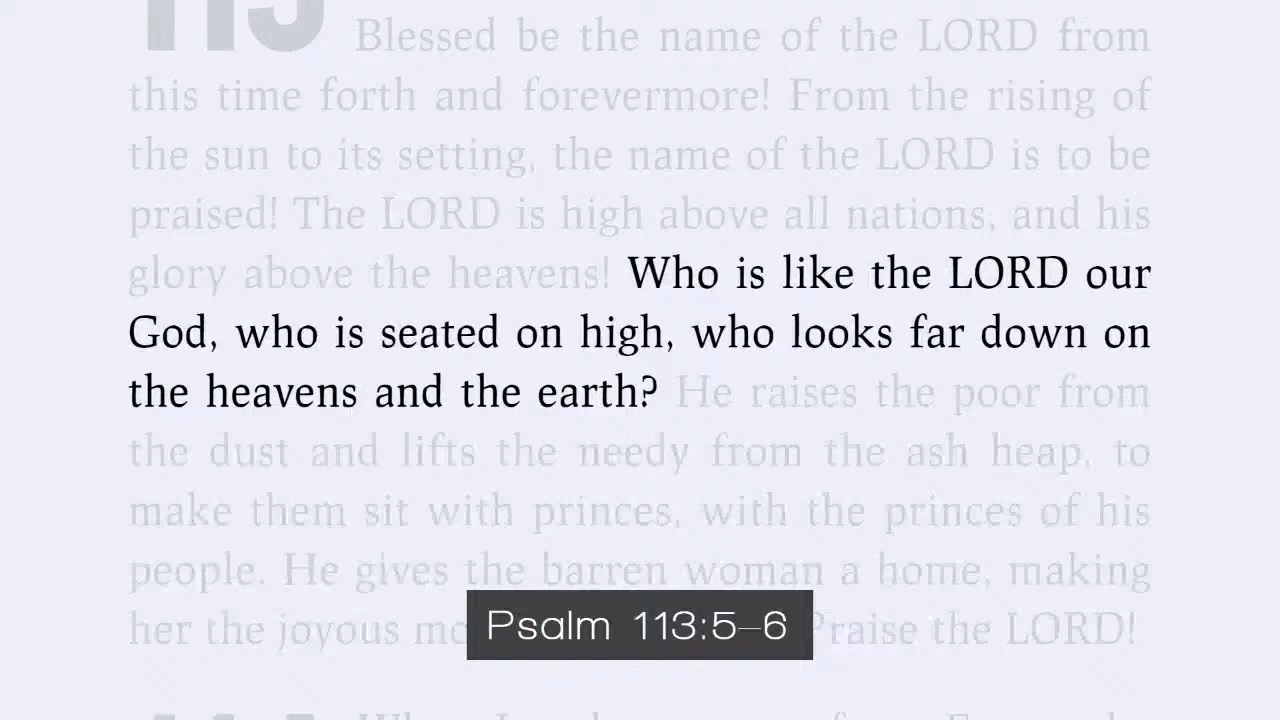 113 Blessed be the name of the LORD from
this time forth and forevermore! From the rising of
the sun to its setting, the name of the LORD is to be
praised! The LORD is high above all nations, and his
glory above the heavens! Who is like the LORD our
God, who is seated on high, who looks far down on
the heavens and the earth? He raises the poor from
the dust and lifts the needy from the ash heap, to
make them sit with princes, with the princes of his
people. He gives the barren woman a home, making
her the joyous Praise the LORD!
Psalm 113:5–6